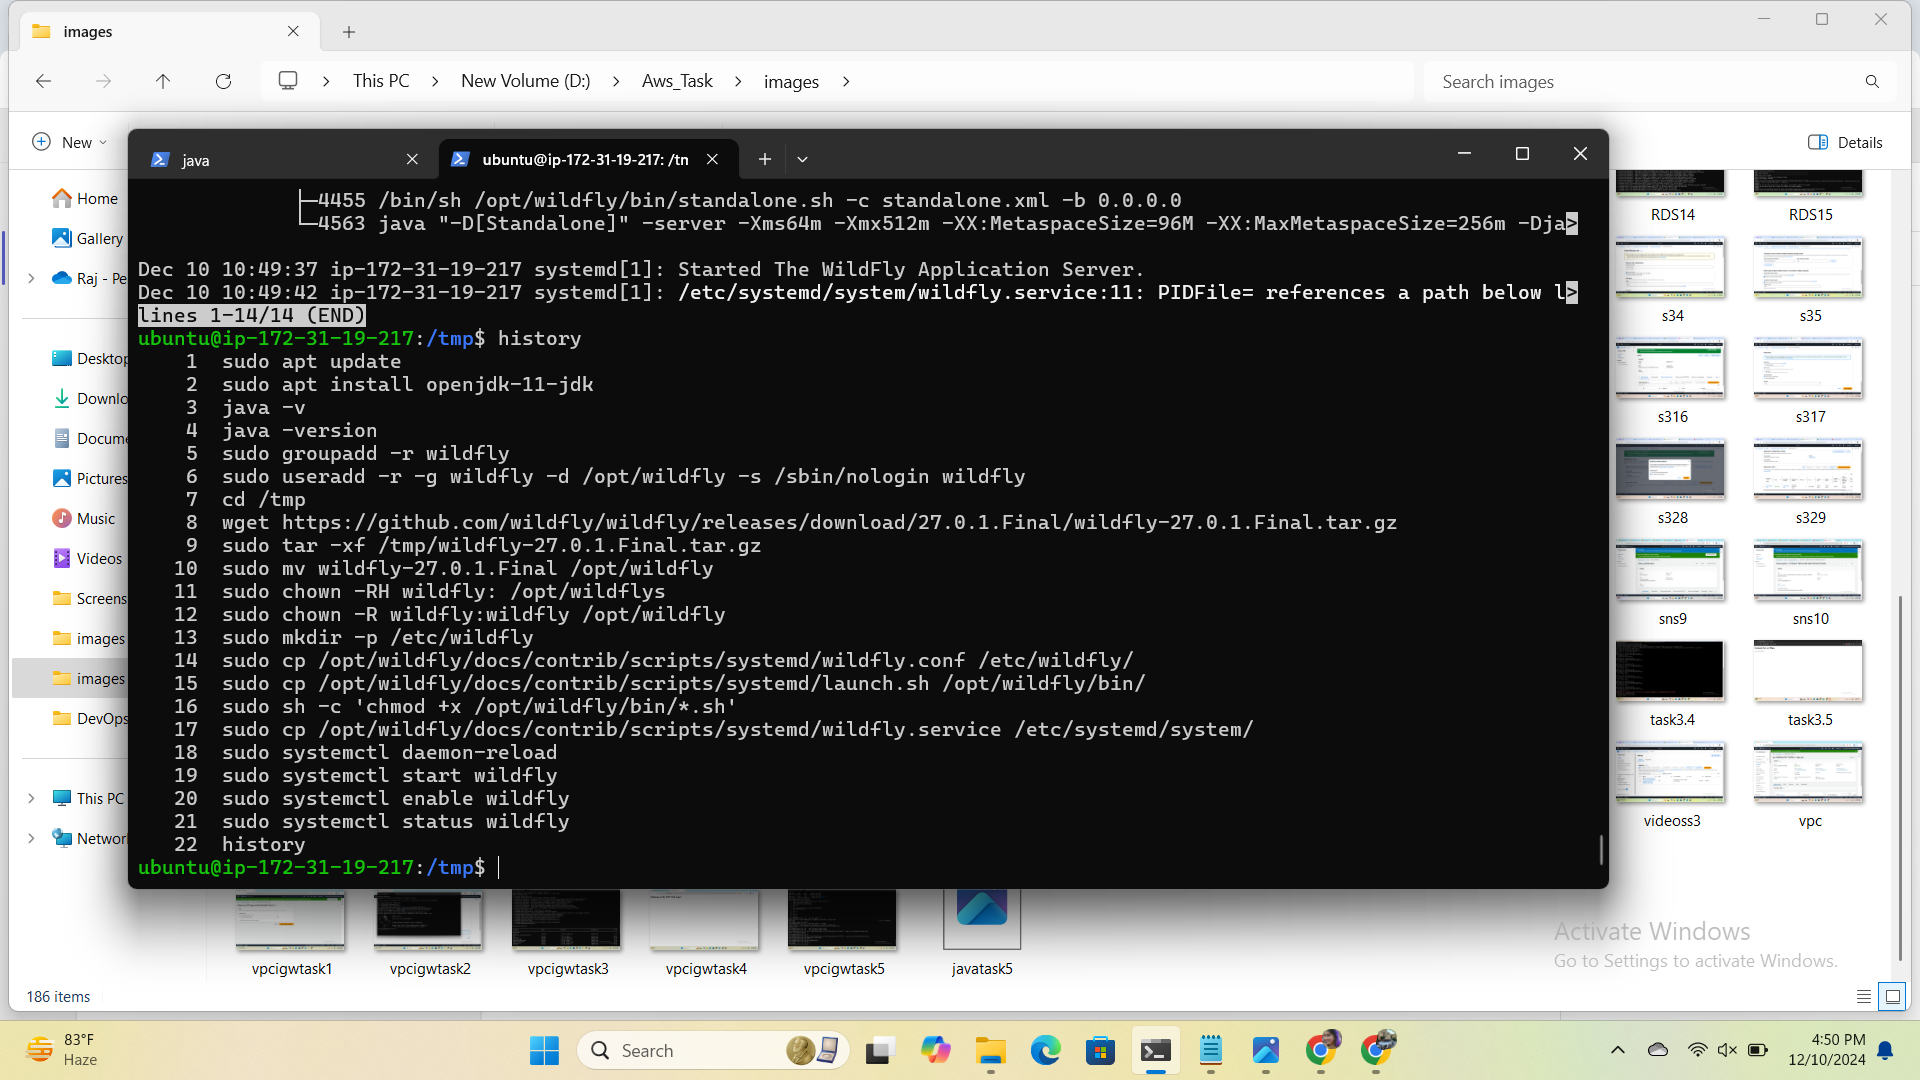 images
This PC
New Volume (D:)
Aws_Task
images
Search images
New
Details
java
ubuntu@ip-172-31-19-217: /tn
├─4455 /bin/sh /opt/wildfly/bin/standalone.sh -c standalone.xml -b 0.0.0.0
└─4563 java "-D[Standalone]" -server -Xms64m -Xmx512m -XX:MetaspaceSize=96M -XX:MaxMetaspaceSize=256m -Dja>
Dec 10 10:49:37 ip-172-31-19-217 systemd[1]: Started The WildFly Application Server.
Dec 10 10:49:42 ip-172-31-19-217 systemd[1]: /etc/systemd/system/wildfly.service:11: PIDFile= references a path below l>
lines 1-14/14 (END)
ubuntu@ip-172-31-19-217:/tmp$ history
1 sudo apt update
2 sudo apt install openjdk-11-jdk
3 java -v
4 java -version
5 sudo groupadd -r wildfly
6 sudo useradd -r -g wildfly -d /opt/wildfly -s /sbin/nologin wildfly
7 cd /tmp
8 wget https://github.com/wildfly/wildfly/releases/download/27.0.1.Final/wildfly-27.0.1.Final.tar.gz
9 sudo tar -xf /tmp/wildfly-27.0.1.Final.tar.gz
10 sudo mv wildfly-27.0.1.Final /opt/wildfly
11 sudo chown -RH wildfly: /opt/wildflys
12 sudo chown -R wildfly:wildfly /opt/wildfly
13 sudo mkdir -p /etc/wildfly
14 sudo cp /opt/wildfly/docs/contrib/scripts/systemd/wildfly.conf /etc/wildfly/
15 sudo cp /opt/wildfly/docs/contrib/scripts/systemd/launch.sh /opt/wildfly/bin/
16 sudo sh -c 'chmod +x /opt/wildfly/bin/*.sh'
17 sudo cp /opt/wildfly/docs/contrib/scripts/systemd/wildfly.service /etc/systemd/system/
18 sudo systemctl daemon-reload
19 sudo systemctl start wildfly
20 sudo systemctl enable wildfly
21 sudo systemctl status wildfly
22 history
ubuntu@ip-172-31-19-217:/tmp$
Home
Gallery
Raj - Pe
Desktop
Downlo
Docume
Pictures
Music
Videos
Screens
images
images
DevOps
This PC
Networ
RDS14
RDS15
s34
s35
s316
s317
s328
s329
sns9
sns10
task3.4
task3.5
videoss3
vpc
vpcigwtask1
vpcigwtask2
vpcigwtask3
vpcigwtask4
vpcigwtask5
javatask5
Activate Windows
Go to Settings to activate Windows.
186 items
83°F
Haze
Search
4:50 PM
12/10/2024